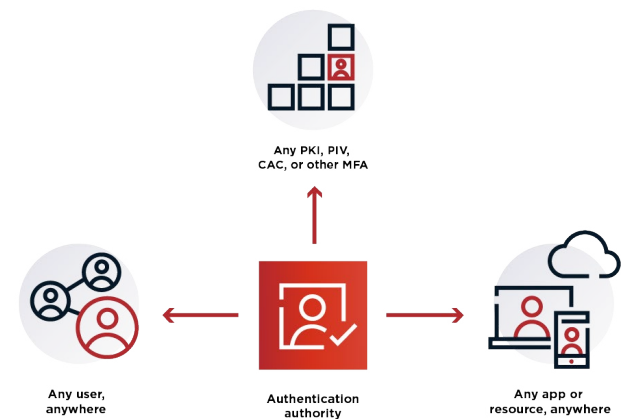 Any PKI, PIV,
CAC, or other MFA
Any user,
anywhere
Authentication
authority
Any app or
resource, anywhere